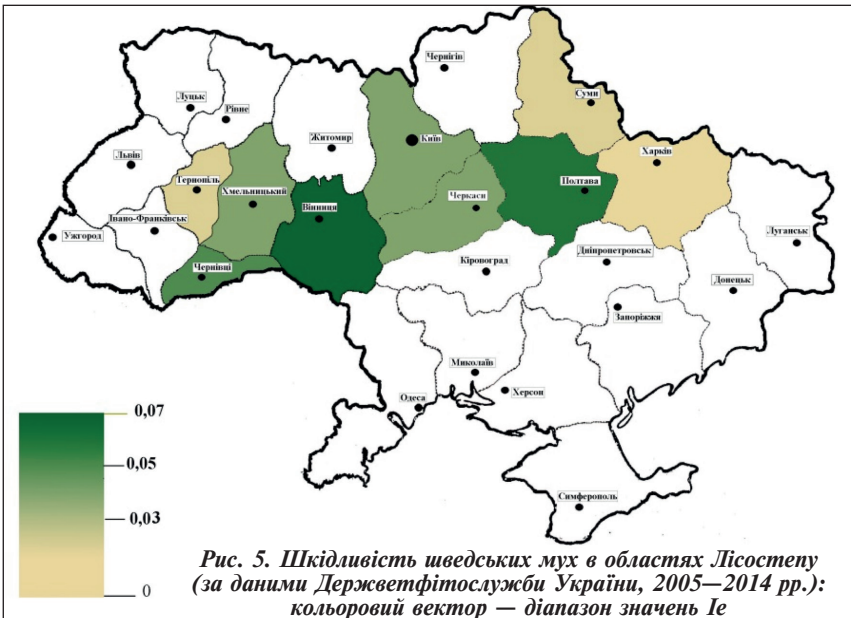 Чернігів
Суми
Луцьк
Рівне
Київ
Житомир
Харків
Львів
Тернопіль
Хмельницький
Полтава
Черкаси
Вінниця
Івано-Франківськ
Ужгород
Луганськ
Дніпропетровськ
Кіровоград
Чернівці
Донецьк
Запоріжжя
Миколаїв
Херсон
Одеса
Симферополь
0,07
0,05
0,03
0
Рис. 5. Шкідливість шведських мух в областях Лісостепу
(за даними Держветфітослужби України, 2005—2014 рр.):
кольоровий вектор — діапазон значень Іе